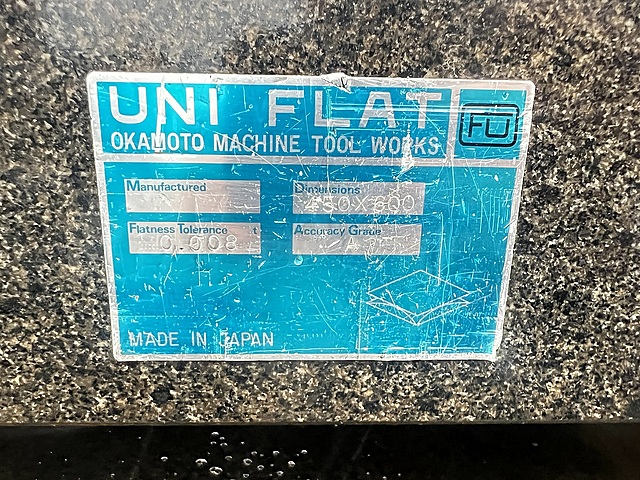 UNI FLAT
FU
OKAMOTO MACHINE TOOL WORKS
Manufactured
Dimensions
450X600
Flatness Tolerance t
0.008
Accuracy Grade
MADE IN JAPAN